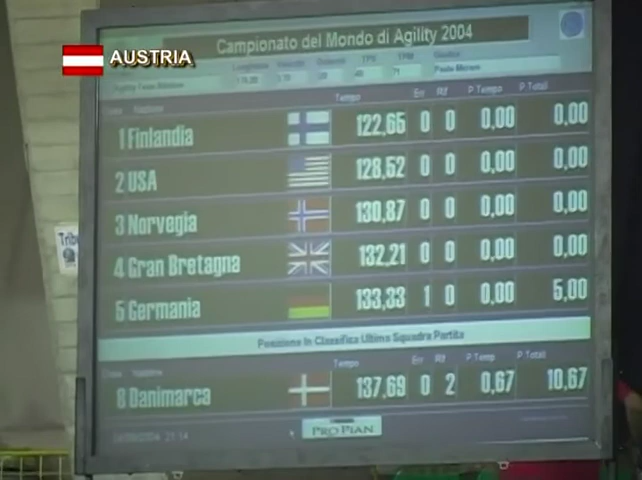 AUSTRIA
Campionato del Mondo di Agility 2004
Tempo Err Rif P Tempo P Total
1 Finlandia 122,65 0 0 0,00 0,00
2 USA 128,52 0 0 0,00 0,00
3 Norvegia 130,87 0 0 0,00 0,00
4 Gran Bretagna 132,21 0 0 0,00 0,00
5 Germania 133,33 1 0 0,00 5,00
Posizione In Classifica Ultima Squadra Partita
Tempo Err Rif P Temp P Total
8 Danimarca 137,69 0 2 0,67 10,67
PRO PLAN